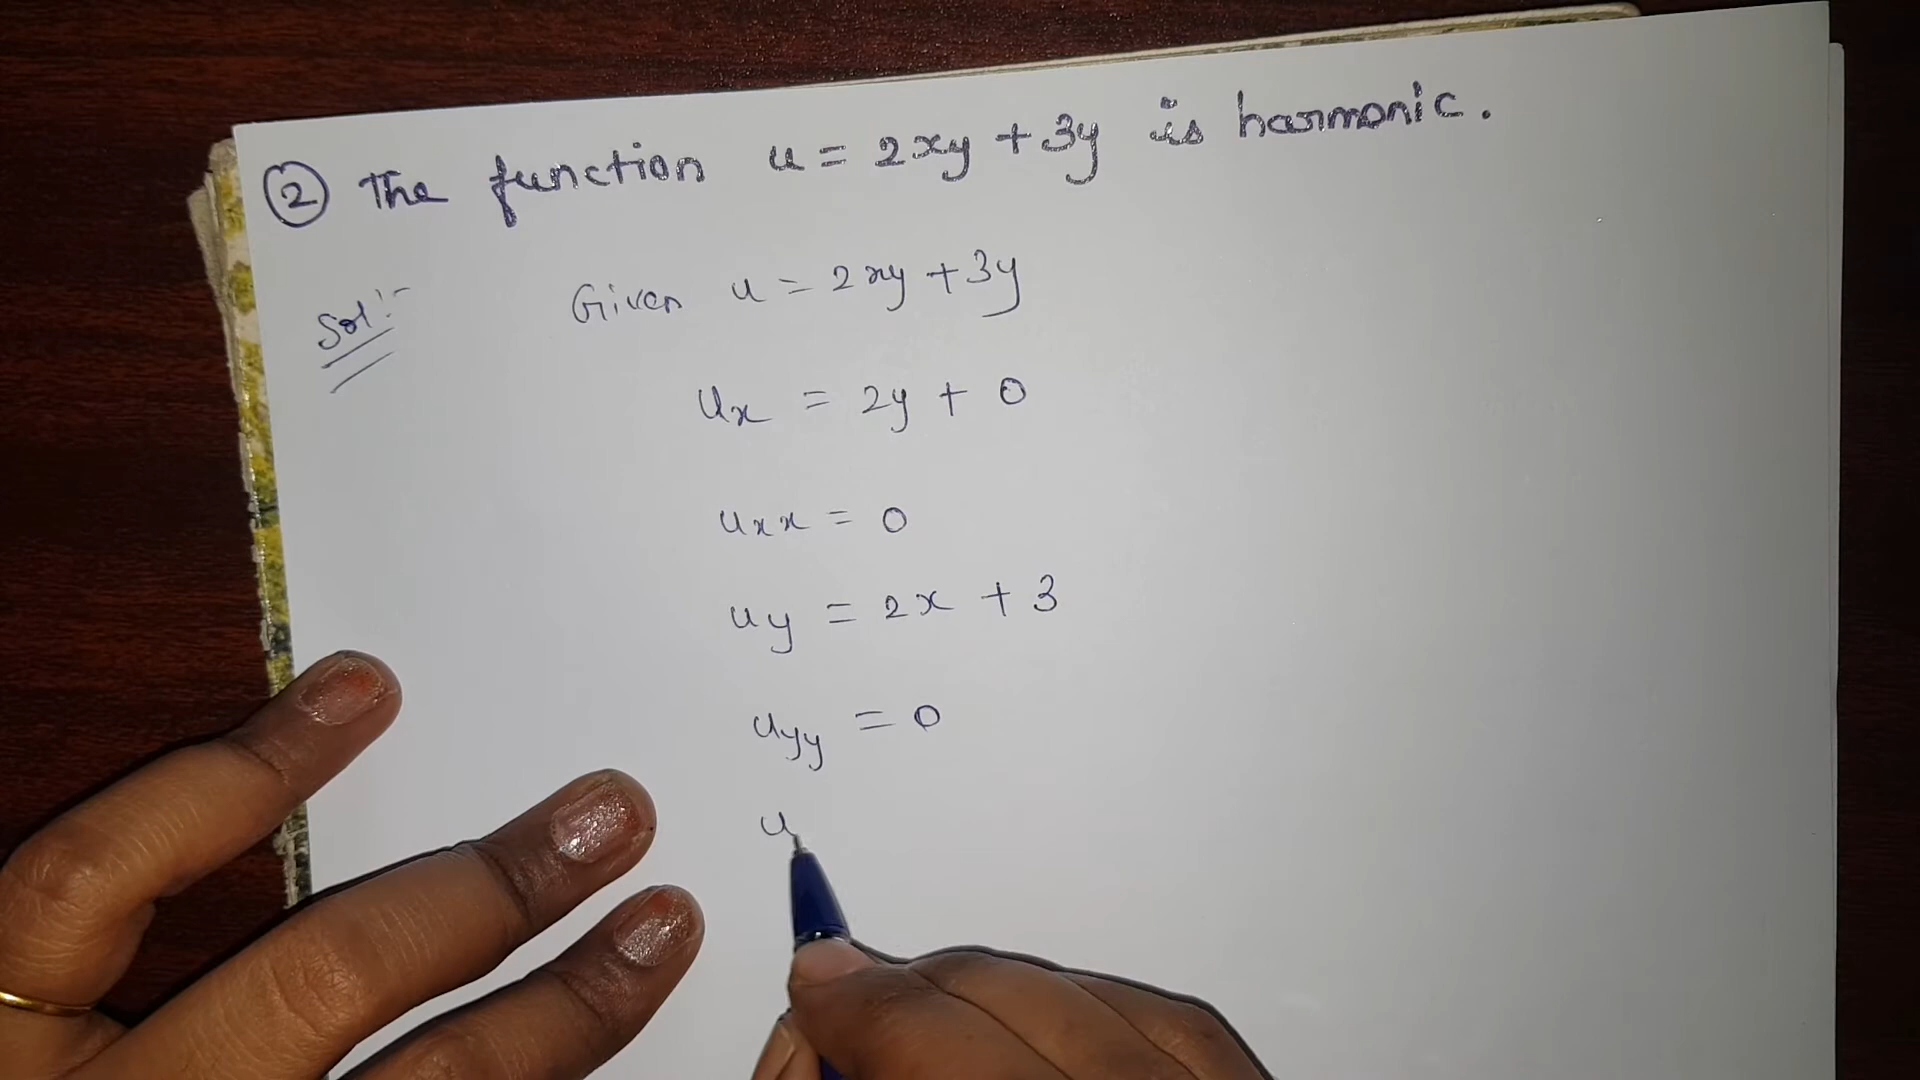 ② The function u = 2xy + 3y is harmonic.
Sol:-
Given u = 2xy + 3y
ux = 2y + 0
uxx = 0
uy = 2x + 3
uyy = 0
u